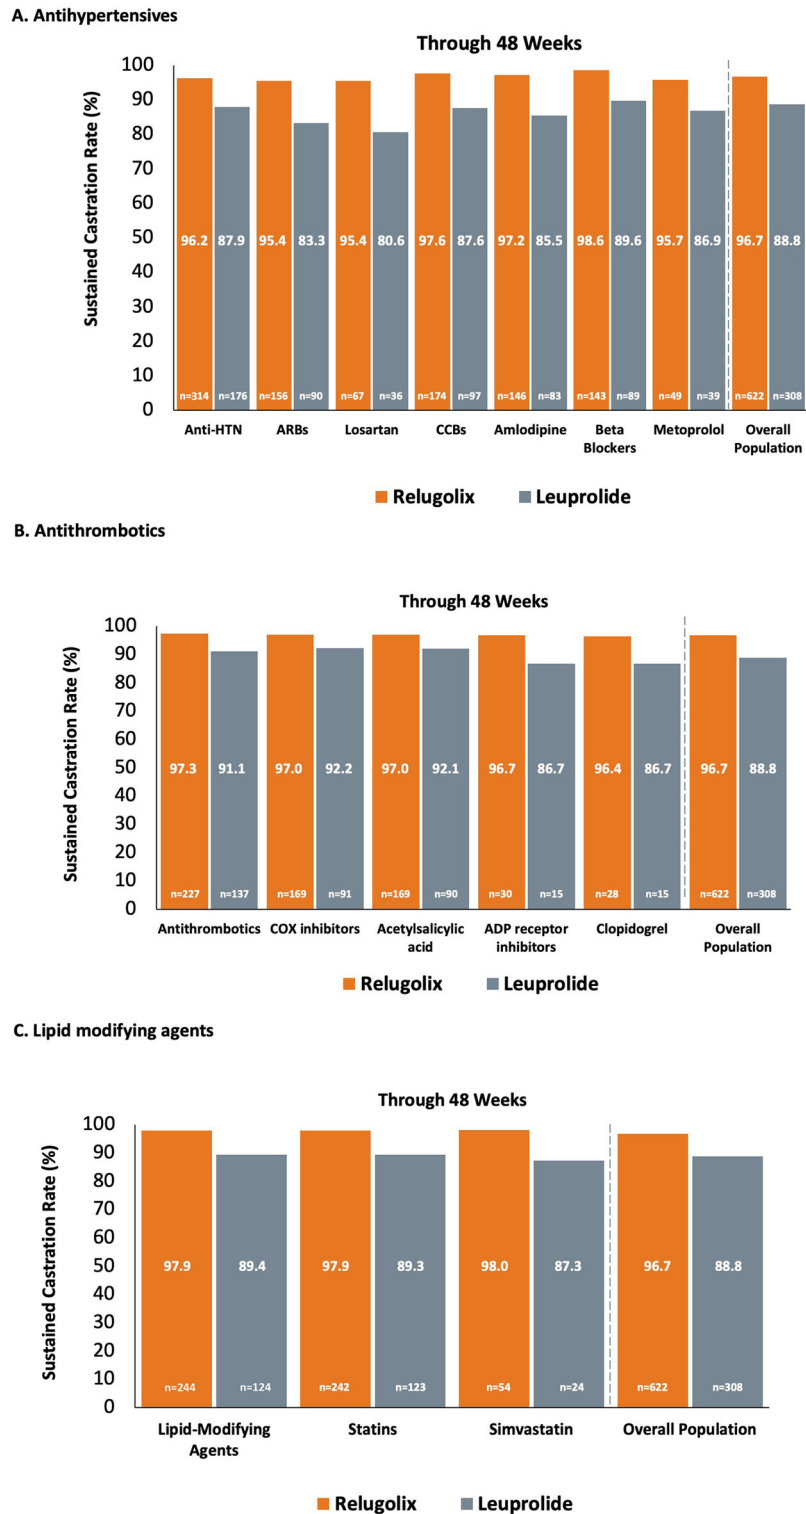 A. Antihypertensives
Through 48 Weeks
Sustained Castration Rate (%)
100
90
80
70
60
50
40
30
20
10
0
96.2 87.9 95.4 83.3 95.4 80.6 97.6 87.6 97.2 85.5 98.6 89.6 95.7 86.9 96.7 88.8
n=314 n=176 n=156 n=90 n=67 n=36 n=174 n=97 n=146 n=83 n=143 n=89 n=49 n=39 n=622 n=308
Anti-HTN ARBs Losartan CCBs Amlodipine Beta Metoprolol Overall
Blockers Population
Relugolix Leuprolide
B. Antithrombotics
Through 48 Weeks
Sustained Castration Rate (%)
100
90
80
70
60
50
40
30
20
10
0
97.3 91.1 97.0 92.2 97.0 92.1 96.7 86.7 96.4 86.7 96.7 88.8
n=227 n=137 n=169 n=91 n=169 n=90 n=30 n=15 n=28 n=15 n=622 n=308
Antithrombotics COX inhibitors Acetylsalicylic ADP receptor Clopidogrel Overall
acid inhibitors Population
Relugolix Leuprolide
C. Lipid modifying agents
Through 48 Weeks
Sustained Castration Rate (%)
100
90
80
70
60
50
40
30
20
10
0
97.9 89.4 97.9 89.3 98.0 87.3 96.7 88.8
n=244 n=124 n=242 n=123 n=54 n=24 n=622 n=308
Lipid-Modifying Statins Simvastatin Overall Population
Agents
Relugolix Leuprolide